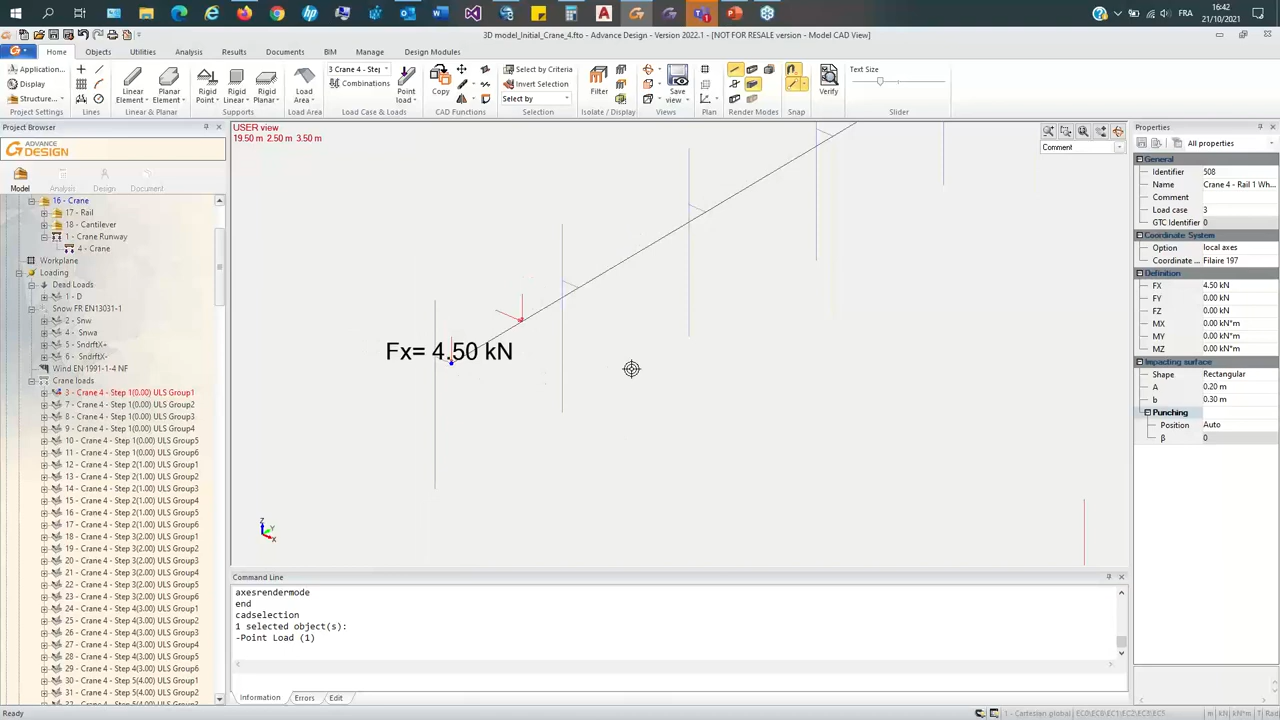 16:42
FRA
21/10/2021
3D model_Initial_Crane_4.fto - Advance Design - Version 2022.1 - [NOT FOR RESALE version - Model CAD View]
Home Objects Utilities Analysis Results Documents BIM Manage Design Modules
Application...
Display
Structure...
Project Settings
Linear Element
Planar Element
Linear & Planar
Rigid Point
Rigid Linear
Rigid Planar
Supports
Load Area
Load Area
3 Crane 4 - Step
Combinations
Point load
Load Case & Loads
Copy
CAD Functions
Select by Criteria
Invert Selection
Select by
Selection
Isolate / Filter
Save view
Views
Plan
Render Modes
Snap
Verify
Text Size
Slider
Project Browser
ADVANCE
DESIGN
Model Analysis Design Document
16 - Crane
17 - Rail
18 - Cantilever
1 - Crane Runway
4 - Crane
Workplane
Loading
Dead Loads
1 - D
Snow FR EN13031-1
2 - Snw
4 - Snwa
5 - SndrftX+
6 - SndrftX-
Wind EN 1991-1-4 NF
Crane loads
3 - Crane 4 - Step 1(0.00) ULS Group1
7 - Crane 4 - Step 1(0.00) ULS Group2
8 - Crane 4 - Step 1(0.00) ULS Group3
9 - Crane 4 - Step 1(0.00) ULS Group4
10 - Crane 4 - Step 1(0.00) ULS Group5
11 - Crane 4 - Step 1(0.00) ULS Group6
12 - Crane 4 - Step 2(1.00) ULS Group1
13 - Crane 4 - Step 2(1.00) ULS Group2
14 - Crane 4 - Step 2(1.00) ULS Group3
15 - Crane 4 - Step 2(1.00) ULS Group4
16 - Crane 4 - Step 2(1.00) ULS Group5
17 - Crane 4 - Step 2(1.00) ULS Group6
18 - Crane 4 - Step 3(2.00) ULS Group1
19 - Crane 4 - Step 3(2.00) ULS Group2
20 - Crane 4 - Step 3(2.00) ULS Group3
21 - Crane 4 - Step 3(2.00) ULS Group4
22 - Crane 4 - Step 3(2.00) ULS Group5
23 - Crane 4 - Step 3(2.00) ULS Group6
24 - Crane 4 - Step 4(3.00) ULS Group1
25 - Crane 4 - Step 4(3.00) ULS Group2
26 - Crane 4 - Step 4(3.00) ULS Group3
27 - Crane 4 - Step 4(3.00) ULS Group4
28 - Crane 4 - Step 4(3.00) ULS Group5
29 - Crane 4 - Step 4(3.00) ULS Group6
30 - Crane 4 - Step 5(4.00) ULS Group1
31 - Crane 4 - Step 5(4.00) ULS Group2
USER view
19.50 m 2.50 m 3.50 m
Comment
Fx= 4.50 kN
Z
Y
X
Command Line
axesrendermode
end
cadselection
1 selected object(s):
-Point Load (1)
Information Errors Edit
Properties
All properties
General
Identifier 508
Name Crane 4 - Rail 1 Wh...
Comment
Load case 3
GTC Identifier 0
Coordinate System
Option local axes
Coordinate ... Filaire 197
Definition
FX 4.50 kN
FY 0.00 kN
FZ 0.00 kN
MX 0.00 kN*m
MY 0.00 kN*m
MZ 0.00 kN*m
Impacting surface
Shape Rectangular
A 0.20 m
b 0.30 m
Punching
Position Auto
β 0
Ready
1 - Cartesian global
m kN kN*m T Rad